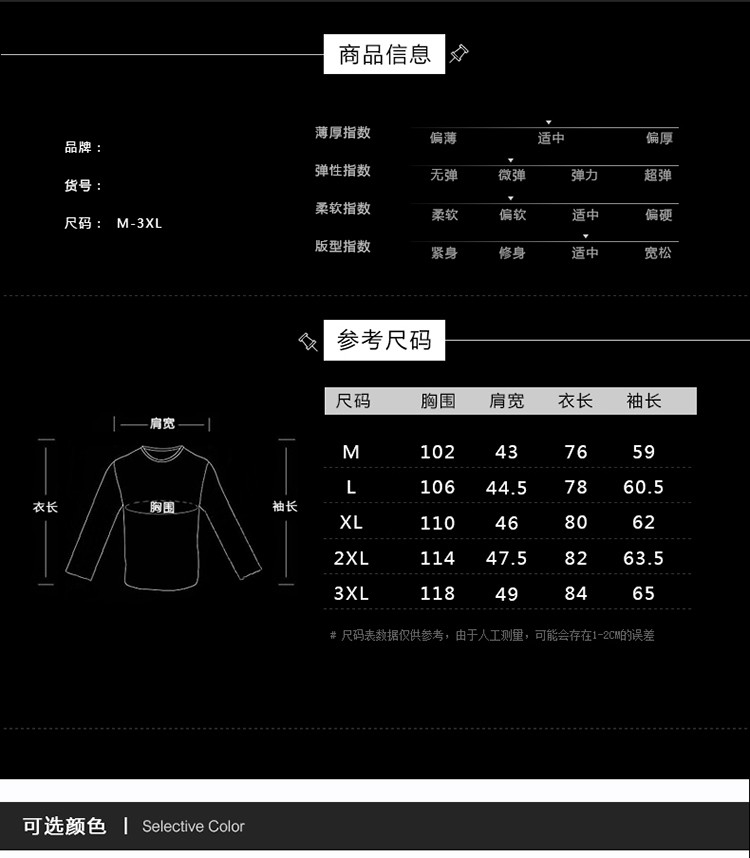 商品信息
品牌：
货号：
尺码： M-3XL
薄厚指数
偏薄 适中 偏厚
弹性指数
无弹 微弹 弹力 超弹
柔软指数
柔软 偏软 适中 偏硬
版型指数
紧身 修身 适中 宽松
参考尺码
肩宽
衣长
胸围
袖长
尺码 胸围 肩宽 衣长 袖长
M 102 43 76 59
L 106 44.5 78 60.5
XL 110 46 80 62
2XL 114 47.5 82 63.5
3XL 118 49 84 65
# 尺码表数据仅供参考，由于人工测量，可能会存在1-2CM的误差
可选颜色 | Selective Color